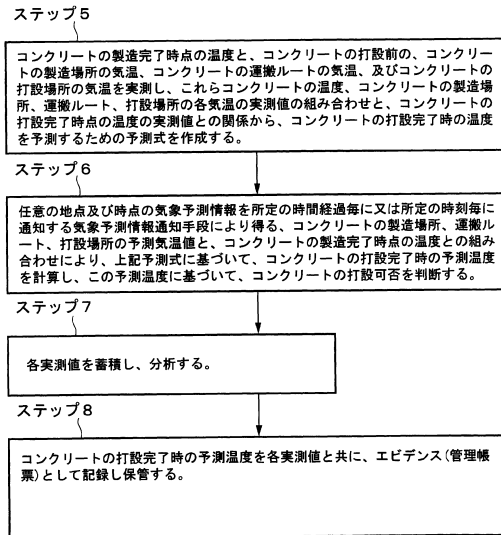 ステップ5
コンクリートの製造完了時点の温度と、コンクリートの打設前の、コンクリー
トの製造場所の気温、コンクリートの運搬ルートの気温、及びコンクリートの
打設場所の気温を実測し、これらコンクリートの温度、コンクリートの製造場
所、運搬ルート、打設場所の各気温の実測値の組み合わせと、コンクリートの
打設完了時点の温度の実測値との関係から、コンクリートの打設完了時の温度
を予測するための予測式を作成する。
ステップ6
任意の地点及び時点の気象予測情報を所定の時間経過毎に又は所定の時刻毎に
通知する気象予測情報通知手段により得る、コンクリートの製造場所、運搬ルー
ト、打設場所の予測気温値と、コンクリートの製造完了時点の温度との組み
合わせにより、上記予測式に基づいて、コンクリートの打設完了時の予測温度
を計算し、この予測温度に基づいて、コンクリートの打設可否を判断する。
ステップ7
各実測値を蓄積し、分析する。
ステップ8
コンクリートの打設完了時の予測温度を各実測値と共に、エビデンス(管理帳
票)として記録し保管する。